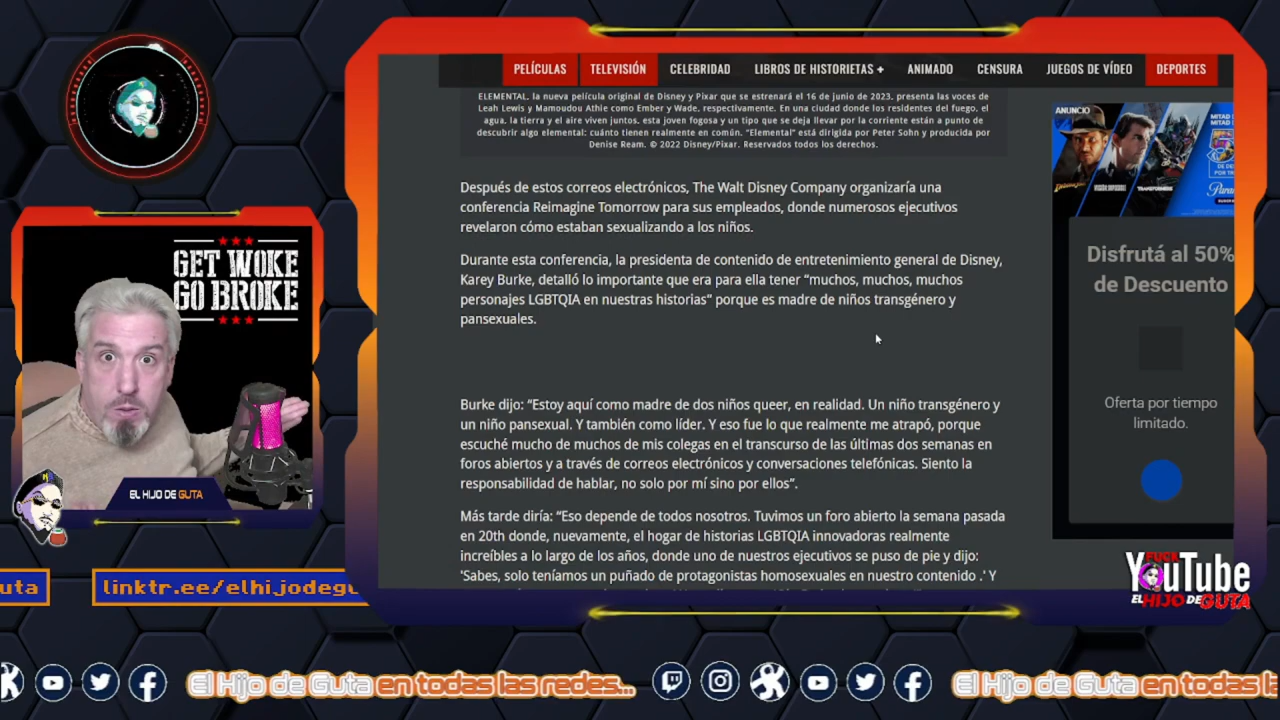 PELÍCULAS
TELEVISIÓN
CELEBRIDAD
LIBROS DE HISTORIETAS +
ANIMADO
CENSURA
JUEGOS DE VÍDEO
DEPORTES
ELEMENTAL, la nueva película original de Disney y Pixar que se estrenará el 16 de junio de 2023, presenta las voces de
Leah Lewis y Mamoudou Athie como Ember y Wade, respectivamente. En una ciudad donde los residentes del fuego, el
agua, la tierra y el aire viven juntos, esta joven fogosa y un tipo que se deja llevar por la corriente están a punto de
descubrir algo elemental: cuánto tienen realmente en común. "Elemental" está dirigida por Peter Sohn y producida por
Denise Ream. © 2022 Disney/Pixar. Reservados todos los derechos.
Después de estos correos electrónicos, The Walt Disney Company organizaría una
conferencia Reimagine Tomorrow para sus empleados, donde numerosos ejecutivos
revelaron cómo estaban sexualizando a los niños.
Durante esta conferencia, la presidenta de contenido de entretenimiento general de Disney,
Karey Burke, detalló lo importante que era para ella tener "muchos, muchos, muchos
personajes LGBTQIA en nuestras historias" porque es madre de niños transgénero y
pansexuales.
Burke dijo: "Estoy aquí como madre de dos niños queer, en realidad. Un niño transgénero y
un niño pansexual. Y también como líder. Y eso fue lo que realmente me atrapó, porque
escuché mucho de muchos de mis colegas en el transcurso de las últimas dos semanas en
foros abiertos y a través de correos electrónicos y conversaciones telefónicas. Siento la
responsabilidad de hablar, no solo por mí sino por ellos".
Más tarde diría: "Eso depende de todos nosotros. Tuvimos un foro abierto la semana pasada
en 20th donde, nuevamente, el hogar de historias LGBTQIA innovadoras realmente
increíbles a lo largo de los años, donde uno de nuestros ejecutivos se puso de pie y dijo:
'Sabes, solo teníamos un puñado de protagonistas homosexuales en nuestro contenido .' Y
ANUNCIO
MITAD
Disfrutá al 50%
de Descuento
Oferta por tiempo
limitado.
GET WOKE
GO BROKE
EL HIJO DE GUTA
uta
linktr.ee/elhijodegu
FUCK
YouTube
EL HIJO DE GUTA
El Hijo de Guta en todas las redes...
El Hijo de Guta en todas la